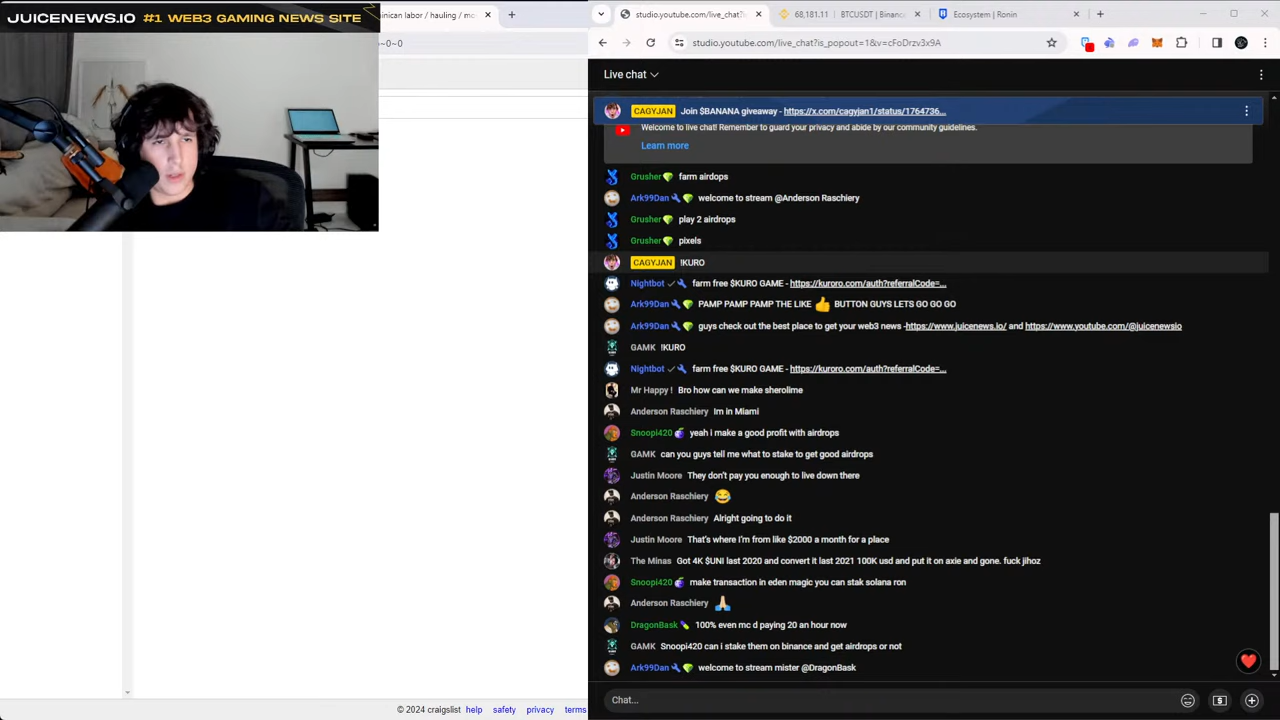 JUICENEWS.IO #1 WEB3 GAMING NEWS SITE
inican labor / hauling / mo
~0~0
© 2024 craigslist help safety privacy terms
studio.youtube.com/live_chat?i
68,181.11 | BTCUSDT | Binanc
Ecosystem | Ronin
studio.youtube.com/live_chat?is_popout=1&v=cFoDrzv3x9A
Live chat
CAGYJAN Join $BANANA giveaway - https://x.com/cagyjan1/status/1764736...
Welcome to live chat! Remember to guard your privacy and abide by our community guidelines.
Learn more
Grusher farm airdops
Ark99Dan welcome to stream @Anderson Raschiery
Grusher play 2 airdrops
Grusher pixels
CAGYJAN !KURO
Nightbot farm free $KURO GAME - https://kuroro.com/auth?referralCode=...
Ark99Dan PAMP PAMP PAMP THE LIKE 👍 BUTTON GUYS LETS GO GO GO
Ark99Dan guys check out the best place to get your web3 news -https://www.juicenews.io/ and https://www.youtube.com/@juicenewsio
GAMK !KURO
Nightbot farm free $KURO GAME - https://kuroro.com/auth?referralCode=...
Mr Happy ! Bro how can we make sherolime
Anderson Raschiery Im in Miami
Snoopi420 yeah i make a good profit with airdrops
GAMK can you guys tell me what to stake to get good airdrops
Justin Moore They don't pay you enough to live down there
Anderson Raschiery 😂
Anderson Raschiery Alright going to do it
Justin Moore That's where I'm from like $2000 a month for a place
The Minas Got 4K $UNI last 2020 and convert it last 2021 100K usd and put it on axie and gone. fuck jihoz
Snoopi420 make transaction in eden magic you can stak solana ron
Anderson Raschiery 🙏🏼
DragonBask 100% even mc d paying 20 an hour now
GAMK Snoopi420 can i stake them on binance and get airdrops or not
Ark99Dan welcome to stream mister @DragonBask
Chat...